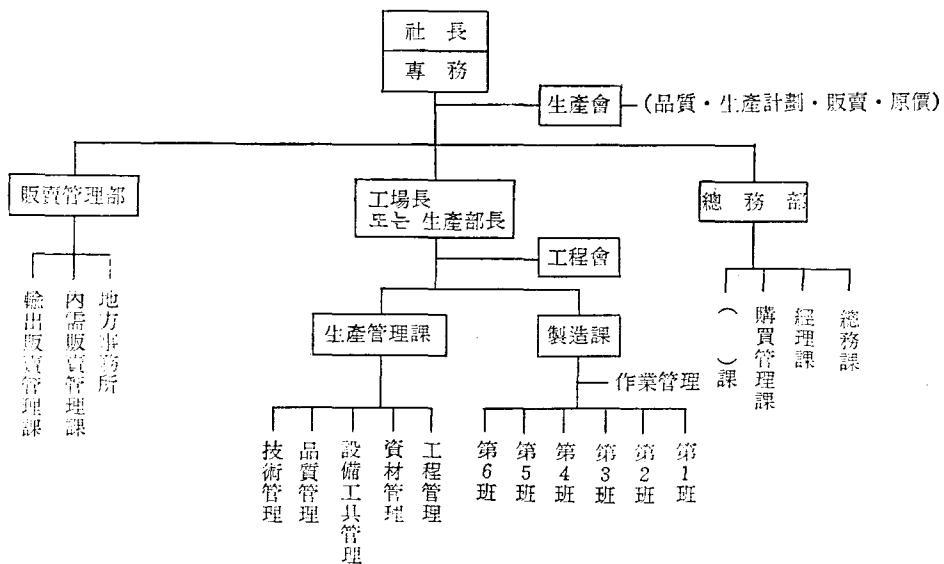 社長
專務
生產會
(品質·生產計劃·販賣·原價)
販賣管理部
工場長
또는 生產部長
總務部
工程會
輸出販賣管理課
內需販賣管理課
地方事務所
生產管理課
製造課
( )課
購買管理課
經理課
總務課
作業管理
技術管理
品質管理
設備工具管理
資材管理
工程管理
第6班
第5班
第4班
第3班
第2班
第1班